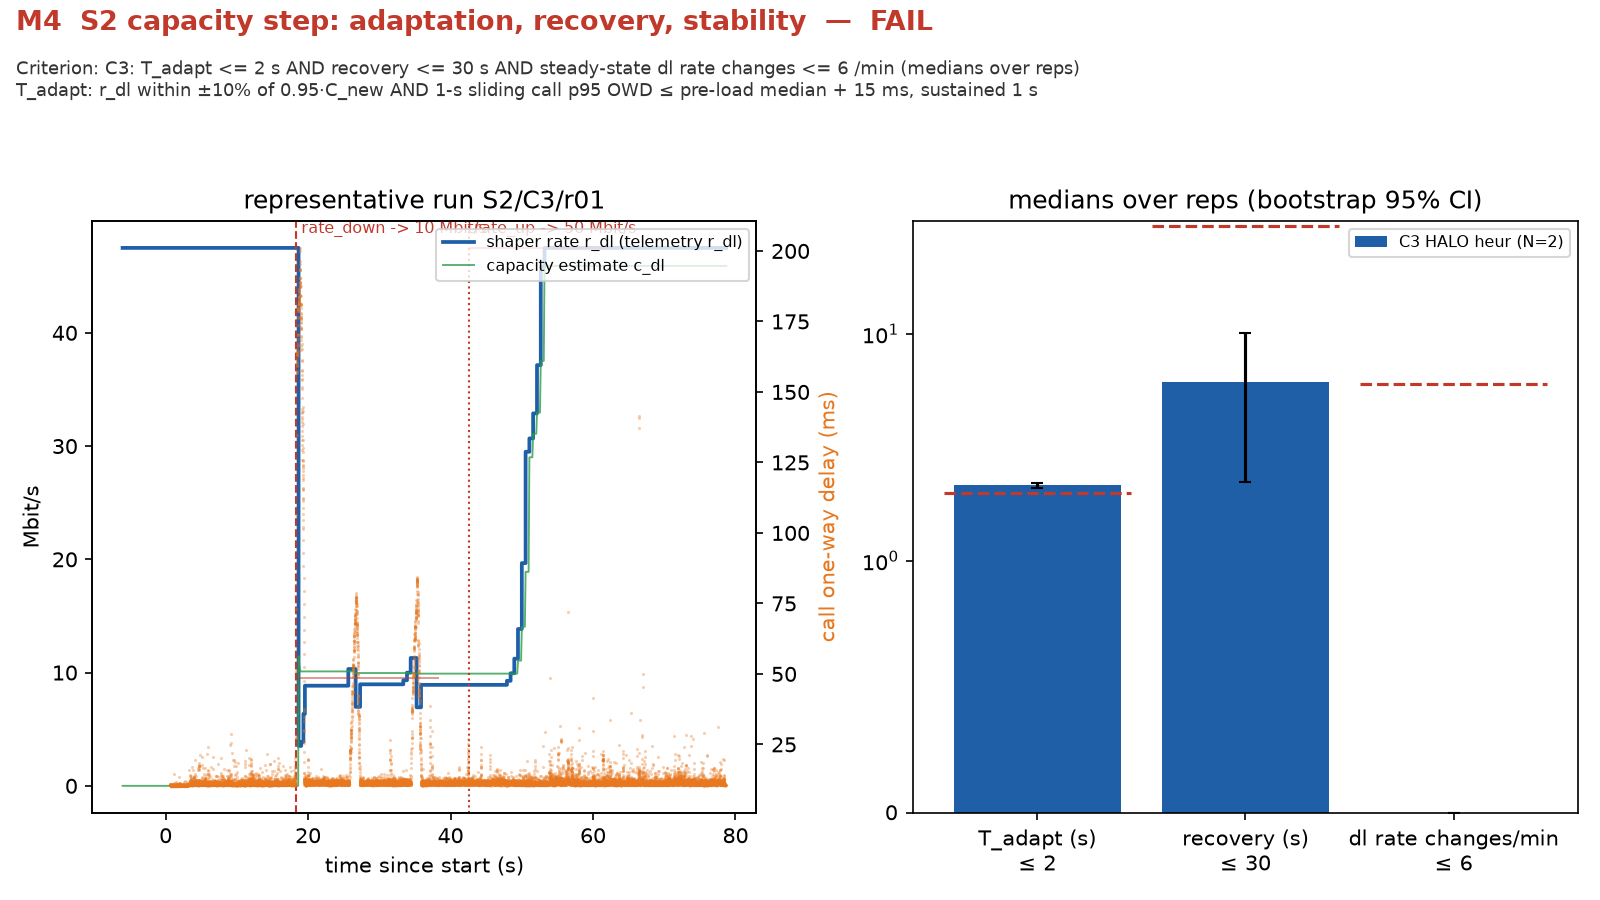 M4  S2 capacity step: adaptation, recovery, stability  —  FAIL
Criterion: C3: T_adapt <= 2 s AND recovery <= 30 s AND steady-state dl rate changes <= 6 /min (medians over reps)
T_adapt: r_dl within ±10% of 0.95·C_new AND 1-s sliding call p95 OWD ≤ pre-load median + 15 ms, sustained 1 s
representative run S2/C3/r01
rate_down -> 10 Mbit/s
rate_up -> 50 Mbit/s
shaper rate r_dl (telemetry r_dl)
capacity estimate c_dl
40
30
20
10
0
Mbit/s
200
175
150
125
100
75
50
25
call one-way delay (ms)
0 20 40 60 80
time since start (s)
medians over reps (bootstrap 95% CI)
C3 HALO heur (N=2)
10¹
10⁰
0
T_adapt (s) recovery (s) dl rate changes/min
≤ 2 ≤ 30 ≤ 6